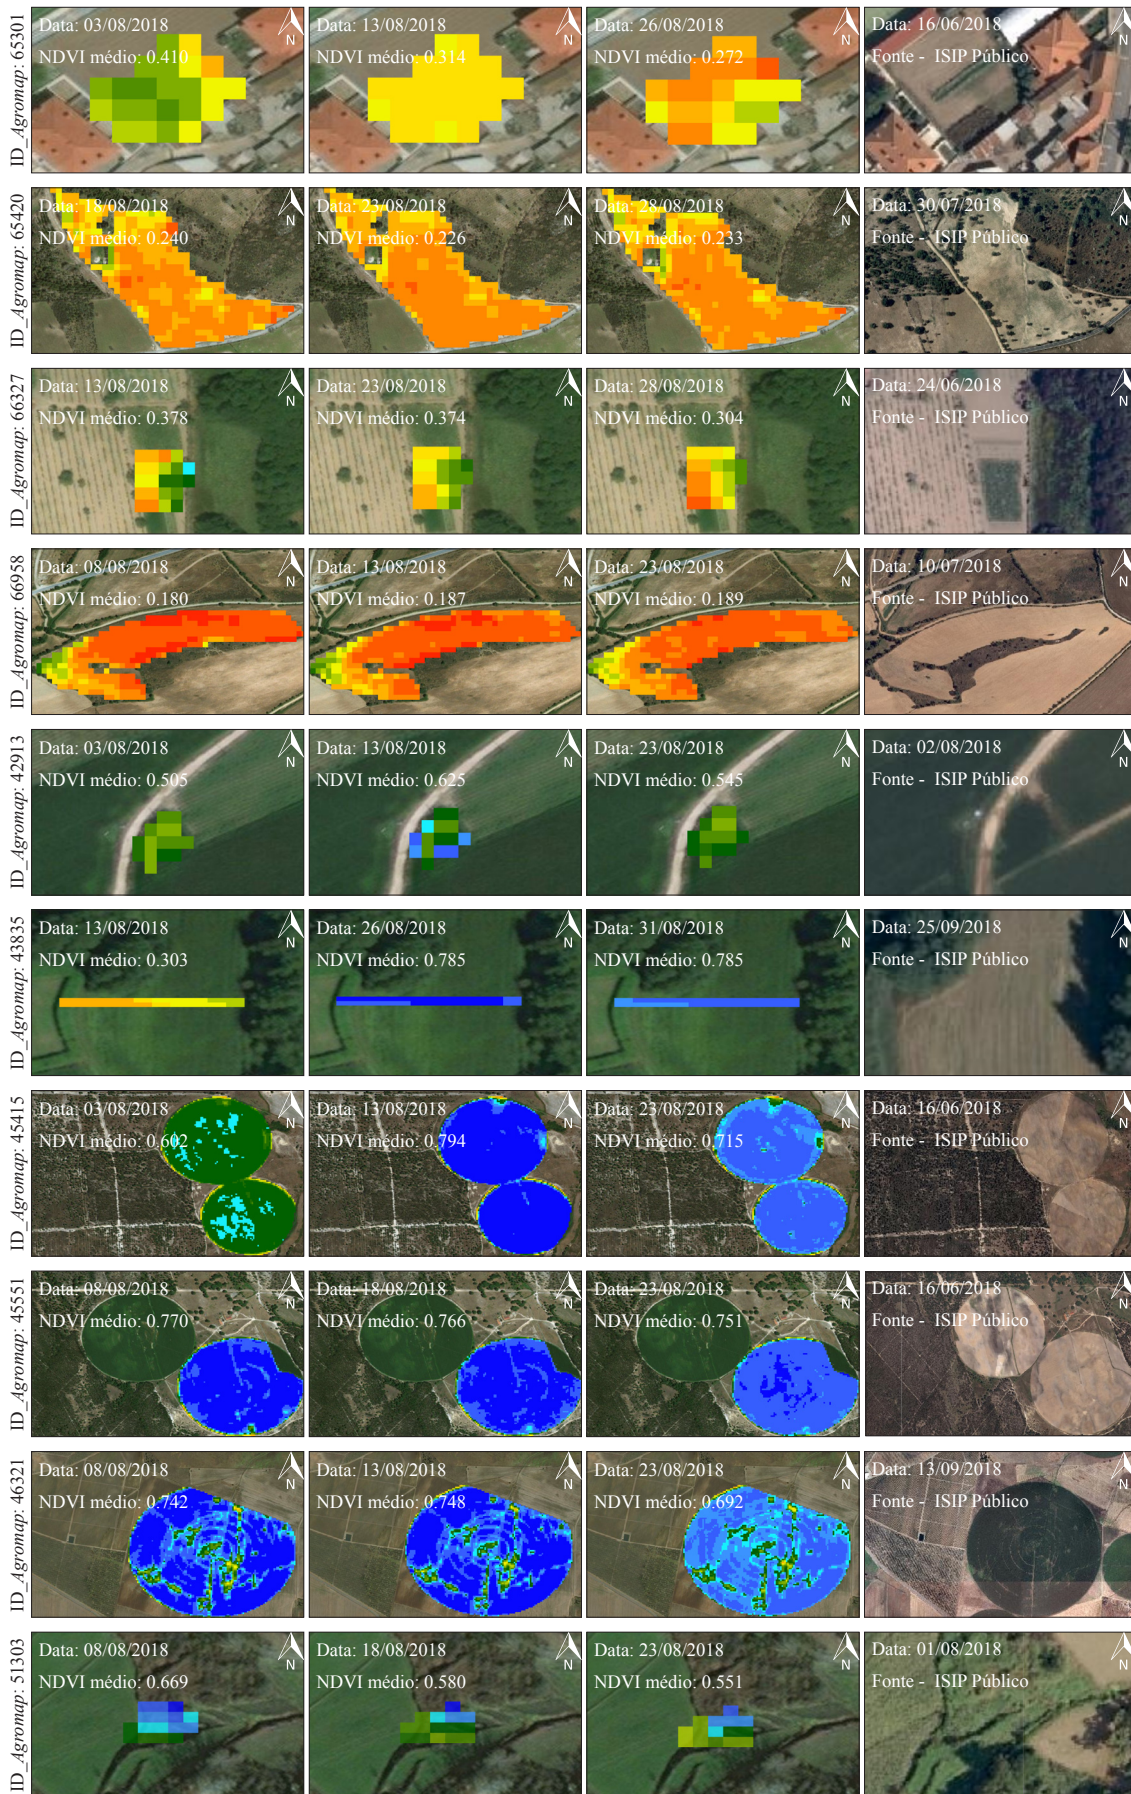 ID_Agromap: 65301
Data: 03/08/2018
NDVI médio: 0.410
N
Data: 13/08/2018
NDVI médio: 0.314
N
Data: 26/08/2018
NDVI médio: 0.272
N
Data: 16/06/2018
Fonte - ISIP Público
N
ID_Agromap: 65420
Data: 18/08/2018
NDVI médio: 0.240
N
Data: 23/08/2018
NDVI médio: 0.226
N
Data: 28/08/2018
NDVI médio: 0.233
N
Data: 30/07/2018
Fonte - ISIP Público
N
ID_Agromap: 66327
Data: 13/08/2018
NDVI médio: 0.378
N
Data: 23/08/2018
NDVI médio: 0.374
N
Data: 28/08/2018
NDVI médio: 0.304
N
Data: 24/06/2018
Fonte - ISIP Público
N
ID_Agromap: 66958
Data: 08/08/2018
NDVI médio: 0.180
N
Data: 13/08/2018
NDVI médio: 0.187
N
Data: 23/08/2018
NDVI médio: 0.189
N
Data: 10/07/2018
Fonte - ISIP Público
N
ID_Agromap: 42913
Data: 03/08/2018
NDVI médio: 0.505
N
Data: 13/08/2018
NDVI médio: 0.625
N
Data: 23/08/2018
NDVI médio: 0.545
N
Data: 02/08/2018
Fonte - ISIP Público
N
ID_Agromap: 43835
Data: 13/08/2018
NDVI médio: 0.303
N
Data: 26/08/2018
NDVI médio: 0.785
N
Data: 31/08/2018
NDVI médio: 0.785
N
Data: 25/09/2018
Fonte - ISIP Público
N
ID_Agromap: 45415
Data: 03/08/2018
NDVI médio: 0.602
N
Data: 13/08/2018
NDVI médio: 0.794
N
Data: 23/08/2018
NDVI médio: 0.715
N
Data: 16/06/2018
Fonte - ISIP Público
N
ID_Agromap: 45551
Data: 08/08/2018
NDVI médio: 0.770
N
Data: 18/08/2018
NDVI médio: 0.766
N
Data: 23/08/2018
NDVI médio: 0.751
N
Data: 16/06/2018
Fonte - ISIP Público
N
ID_Agromap: 46321
Data: 08/08/2018
NDVI médio: 0.742
N
Data: 13/08/2018
NDVI médio: 0.748
N
Data: 23/08/2018
NDVI médio: 0.692
N
Data: 13/09/2018
Fonte - ISIP Público
N
ID_Agromap: 51303
Data: 08/08/2018
NDVI médio: 0.669
N
Data: 18/08/2018
NDVI médio: 0.580
N
Data: 23/08/2018
NDVI médio: 0.551
N
Data: 01/08/2018
Fonte - ISIP Público
N